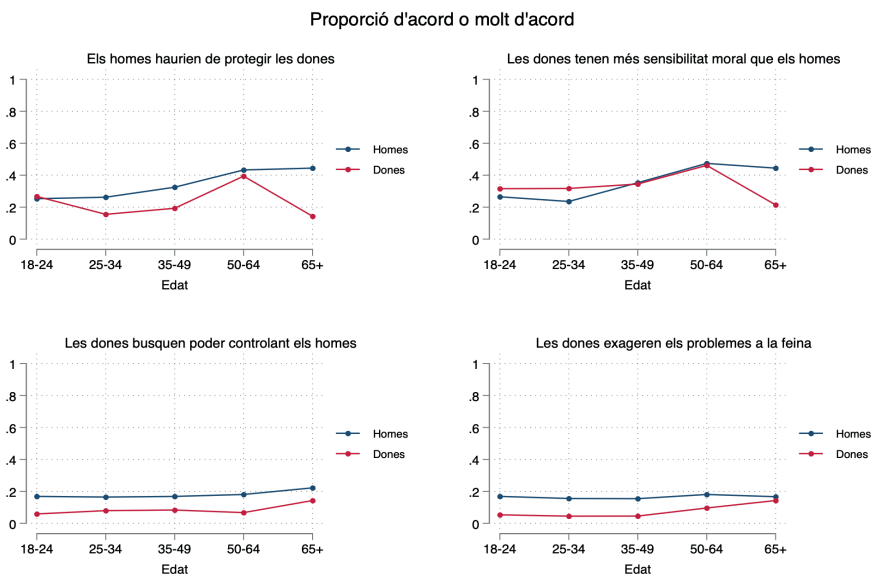 Proporció d'acord o molt d'acord
Els homes haurien de protegir les dones
1
.8
.6
.4
.2
0
18-24 25-34 35-49 50-64 65+
Edat
Homes
Dones
Les dones tenen més sensibilitat moral que els homes
1
.8
.6
.4
.2
0
18-24 25-34 35-49 50-64 65+
Edat
Homes
Dones
Les dones busquen poder controlant els homes
1
.8
.6
.4
.2
0
18-24 25-34 35-49 50-64 65+
Edat
Homes
Dones
Les dones exageren els problemes a la feina
1
.8
.6
.4
.2
0
18-24 25-34 35-49 50-64 65+
Edat
Homes
Dones